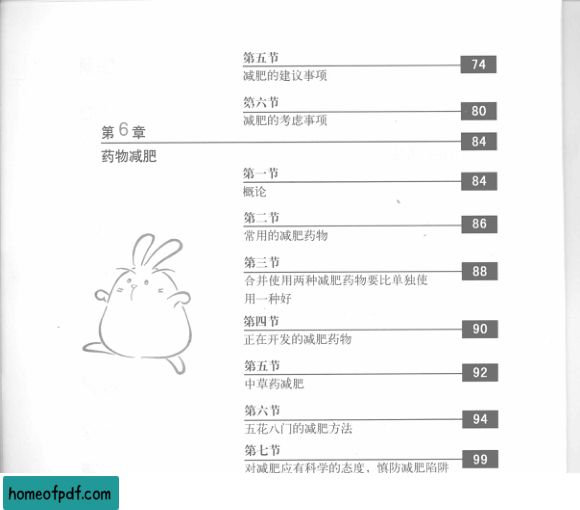 第五节
74
减肥的建议事项
第六节
80
减肥的考虑事项
第6章
84
药物减肥
第一节
84
概论
第二节
86
常用的减肥药物
第三节
88
合并使用两种减肥药物要比单独使
用一种好
第四节
90
正在开发的减肥药物
第五节
92
中草药减肥
第六节
94
五花八门的减肥方法
第七节
99
对减肥应有科学的态度，慎防减肥陷阱
homeofpdf.com